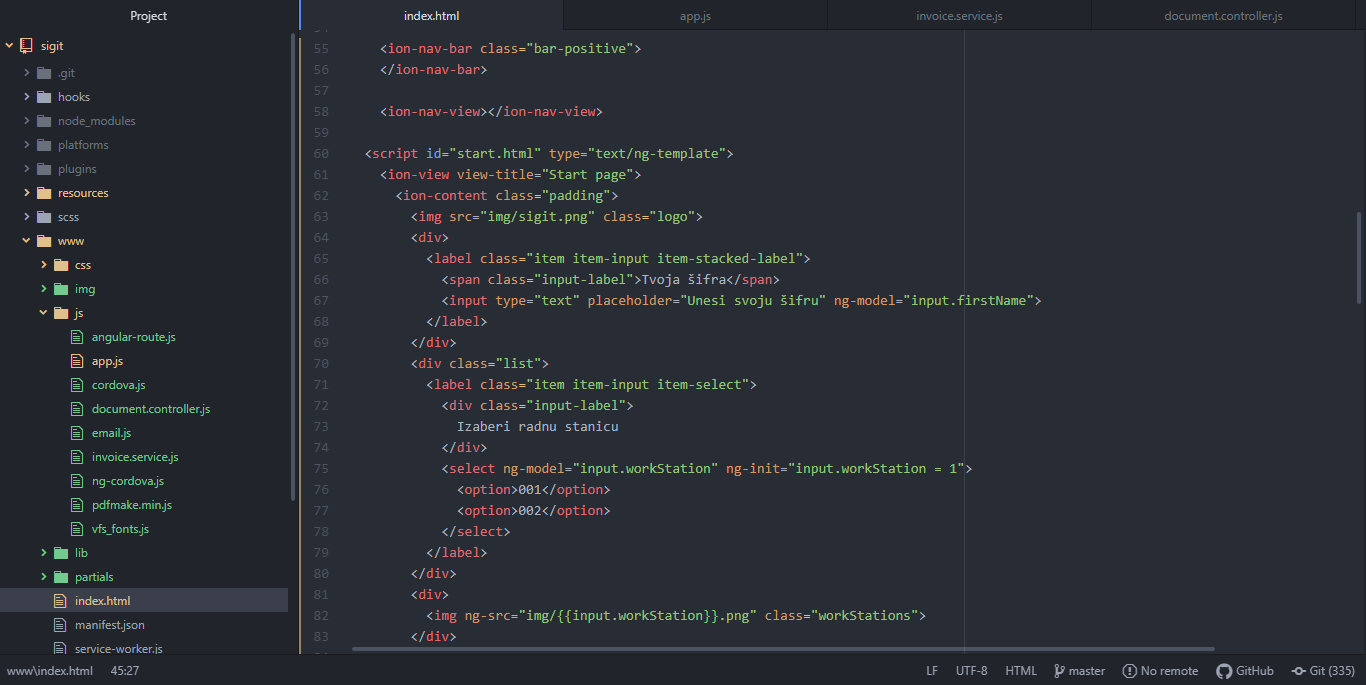 Project
sigit
.git
hooks
node_modules
platforms
plugins
resources
scss
www
css
img
js
angular-route.js
app.js
cordova.js
document.controller.js
email.js
invoice.service.js
ng-cordova.js
pdfmake.min.js
vfs_fonts.js
lib
partials
index.html
manifest.json
service-worker.js
index.html app.js invoice.service.js document.controller.js
55 <ion-nav-bar class="bar-positive">
56 </ion-nav-bar>
57
58 <ion-nav-view></ion-nav-view>
59
60 <script id="start.html" type="text/ng-template">
61 <ion-view view-title="Start page">
62 <ion-content class="padding">
63 <img src="img/sigit.png" class="logo">
64 <div>
65 <label class="item item-input item-stacked-label">
66 <span class="input-label">Tvoja šifra</span>
67 <input type="text" placeholder="Unesi svoju šifru" ng-model="input.firstName">
68 </label>
69 </div>
70 <div class="list">
71 <label class="item item-input item-select">
72 <div class="input-label">
73 Izaberi radnu stanicu
74 </div>
75 <select ng-model="input.workStation" ng-init="input.workStation = 1">
76 <option>001</option>
77 <option>002</option>
78 </select>
79 </label>
80 </div>
81 <div>
82 <img ng-src="img/{{input.workStation}}.png" class="workStations">
83 </div>
www\index.html 45:27 LF UTF-8 HTML master No remote GitHub Git (335)